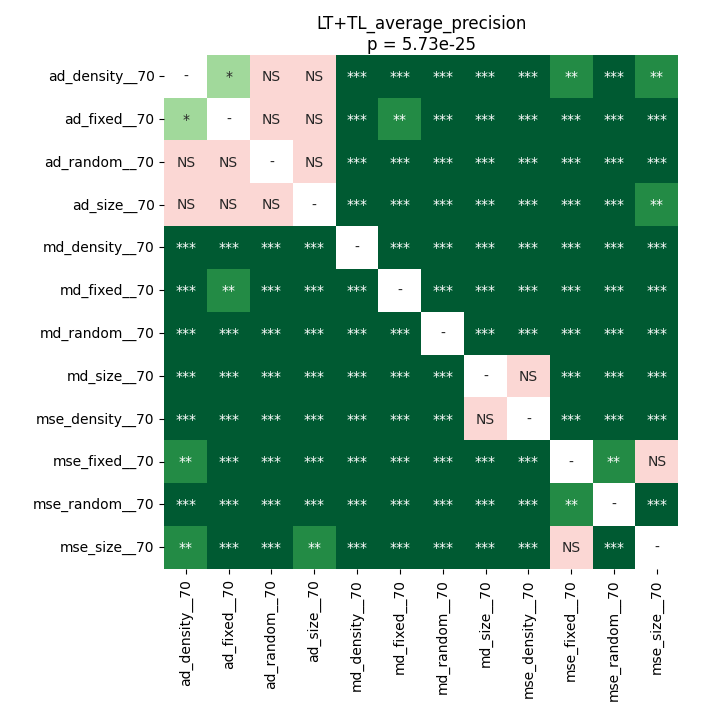 LT+TL_average_precision
p = 5.73e-25
ad_density__70 - * NS NS *** *** *** *** *** ** *** **
ad_fixed__70 * - NS NS *** ** *** *** *** *** *** ***
ad_random__70 NS NS - NS *** *** *** *** *** *** *** ***
ad_size__70 NS NS NS - *** *** *** *** *** *** *** **
md_density__70 *** *** *** *** - *** *** *** *** *** *** ***
md_fixed__70 *** ** *** *** *** - *** *** *** *** *** ***
md_random__70 *** *** *** *** *** *** - *** *** *** *** ***
md_size__70 *** *** *** *** *** *** *** - NS *** *** ***
mse_density__70 *** *** *** *** *** *** *** NS - *** *** ***
mse_fixed__70 ** *** *** *** *** *** *** *** *** - ** NS
mse_random__70 *** *** *** *** *** *** *** *** *** ** - ***
mse_size__70 ** *** *** ** *** *** *** *** *** NS *** -
ad_density__70
ad_fixed__70
ad_random__70
ad_size__70
md_density__70
md_fixed__70
md_random__70
md_size__70
mse_density__70
mse_fixed__70
mse_random__70
mse_size__70